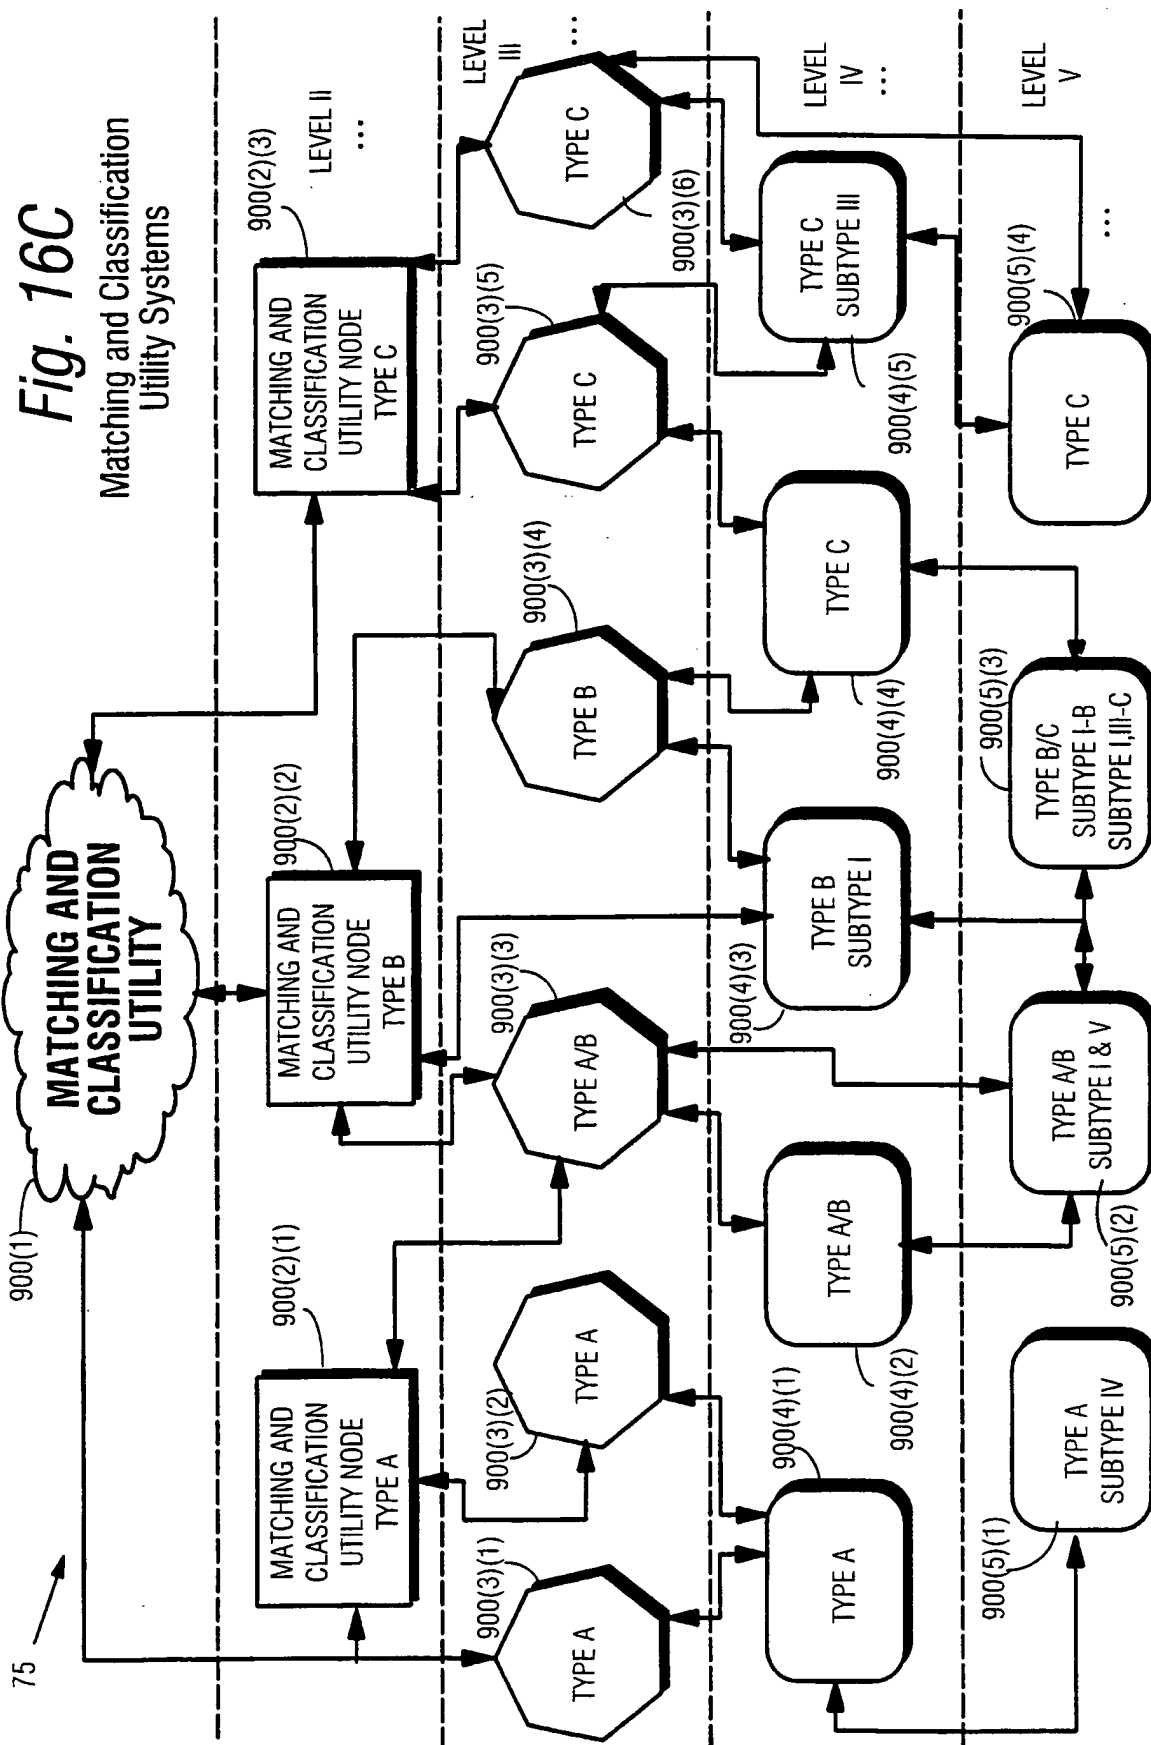 Fig. 16C
Matching and Classification
Utility Systems
75
900(1)
MATCHING AND
CLASSIFICATION
UTILITY
LEVEL II
...
900(2)(1)
MATCHING AND
CLASSIFICATION
UTILITY NODE
TYPE A
900(2)(2)
MATCHING AND
CLASSIFICATION
UTILITY NODE
TYPE B
900(2)(3)
MATCHING AND
CLASSIFICATION
UTILITY NODE
TYPE C
LEVEL
III
...
900(3)(1)
TYPE A
900(3)(2)
TYPE A
900(3)(3)
TYPE A/B
900(3)(4)
TYPE B
900(3)(5)
TYPE C
900(3)(6)
TYPE C
LEVEL
IV
...
900(4)(1)
TYPE A
900(4)(2)
TYPE A/B
900(4)(3)
TYPE B
SUBTYPE I
900(4)(4)
TYPE C
900(4)(5)
TYPE C
SUBTYPE III
LEVEL
V
...
900(5)(1)
TYPE A
SUBTYPE IV
900(5)(2)
TYPE A/B
SUBTYPE I & V
900(5)(3)
TYPE B/C
SUBTYPE I-B
SUBTYPE I,III-C
900(5)(4)
TYPE C